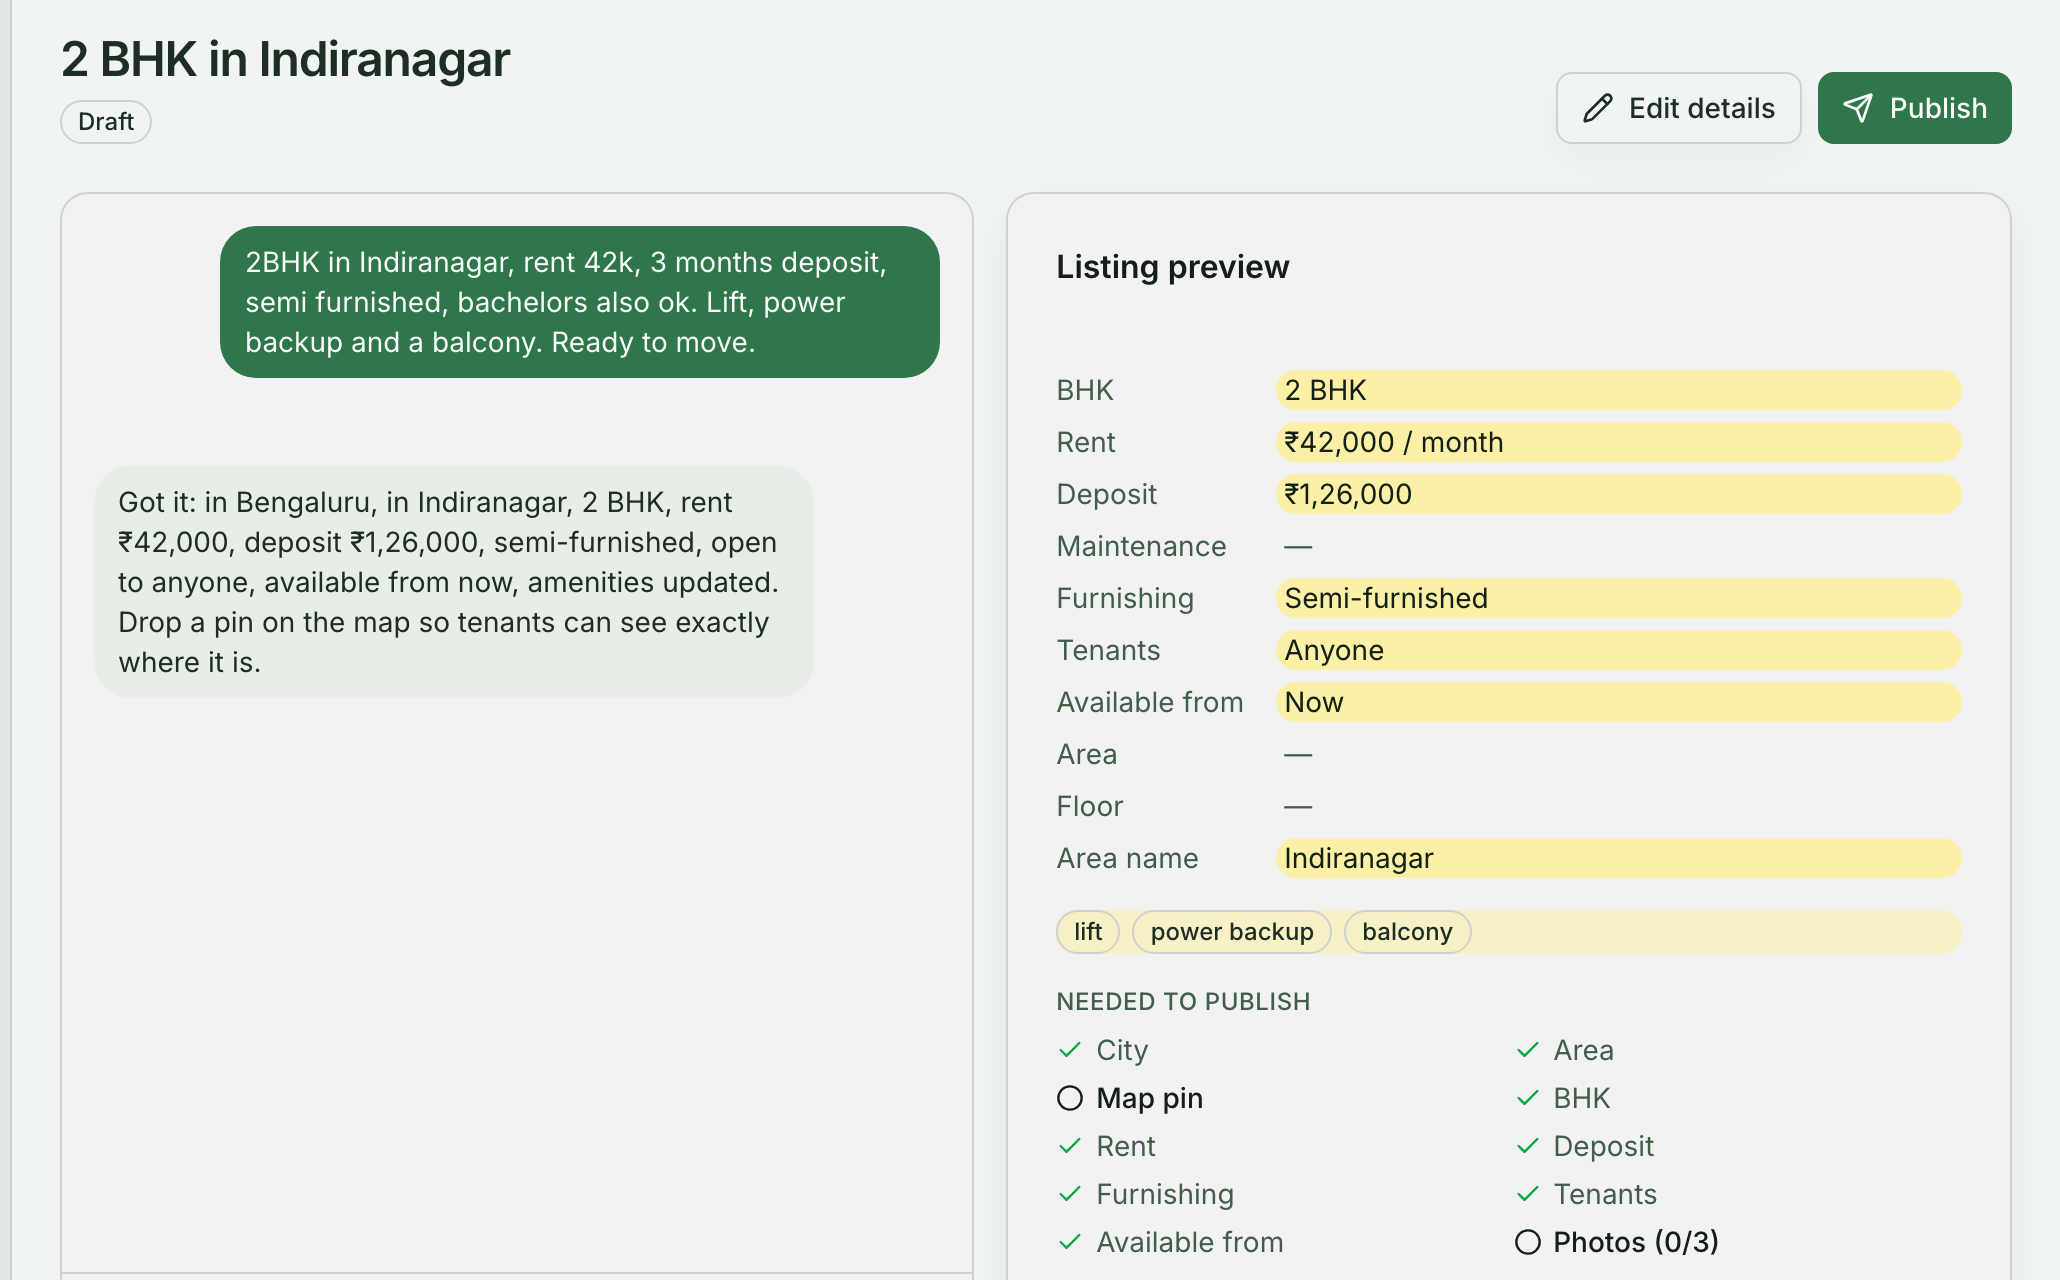 2 BHK in Indiranagar
Draft
Edit details
Publish
2BHK in Indiranagar, rent 42k, 3 months deposit,
semi furnished, bachelors also ok. Lift, power
backup and a balcony. Ready to move.
Got it: in Bengaluru, in Indiranagar, 2 BHK, rent
₹42,000, deposit ₹1,26,000, semi-furnished, open
to anyone, available from now, amenities updated.
Drop a pin on the map so tenants can see exactly
where it is.
Listing preview
BHK 2 BHK
Rent ₹42,000 / month
Deposit ₹1,26,000
Maintenance —
Furnishing Semi-furnished
Tenants Anyone
Available from Now
Area —
Floor —
Area name Indiranagar
lift power backup balcony
NEEDED TO PUBLISH
City Area
Map pin BHK
Rent Deposit
Furnishing Tenants
Available from Photos (0/3)